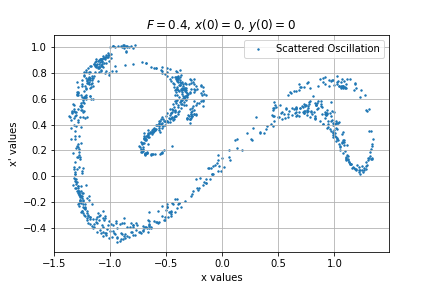 F = 0.4, x(0) = 0, y(0) = 0
Scattered Oscillation
1.0
0.8
0.6
0.4
0.2
0.0
−0.2
−0.4
x' values
−1.5 −1.0 −0.5 0.0 0.5 1.0
x values